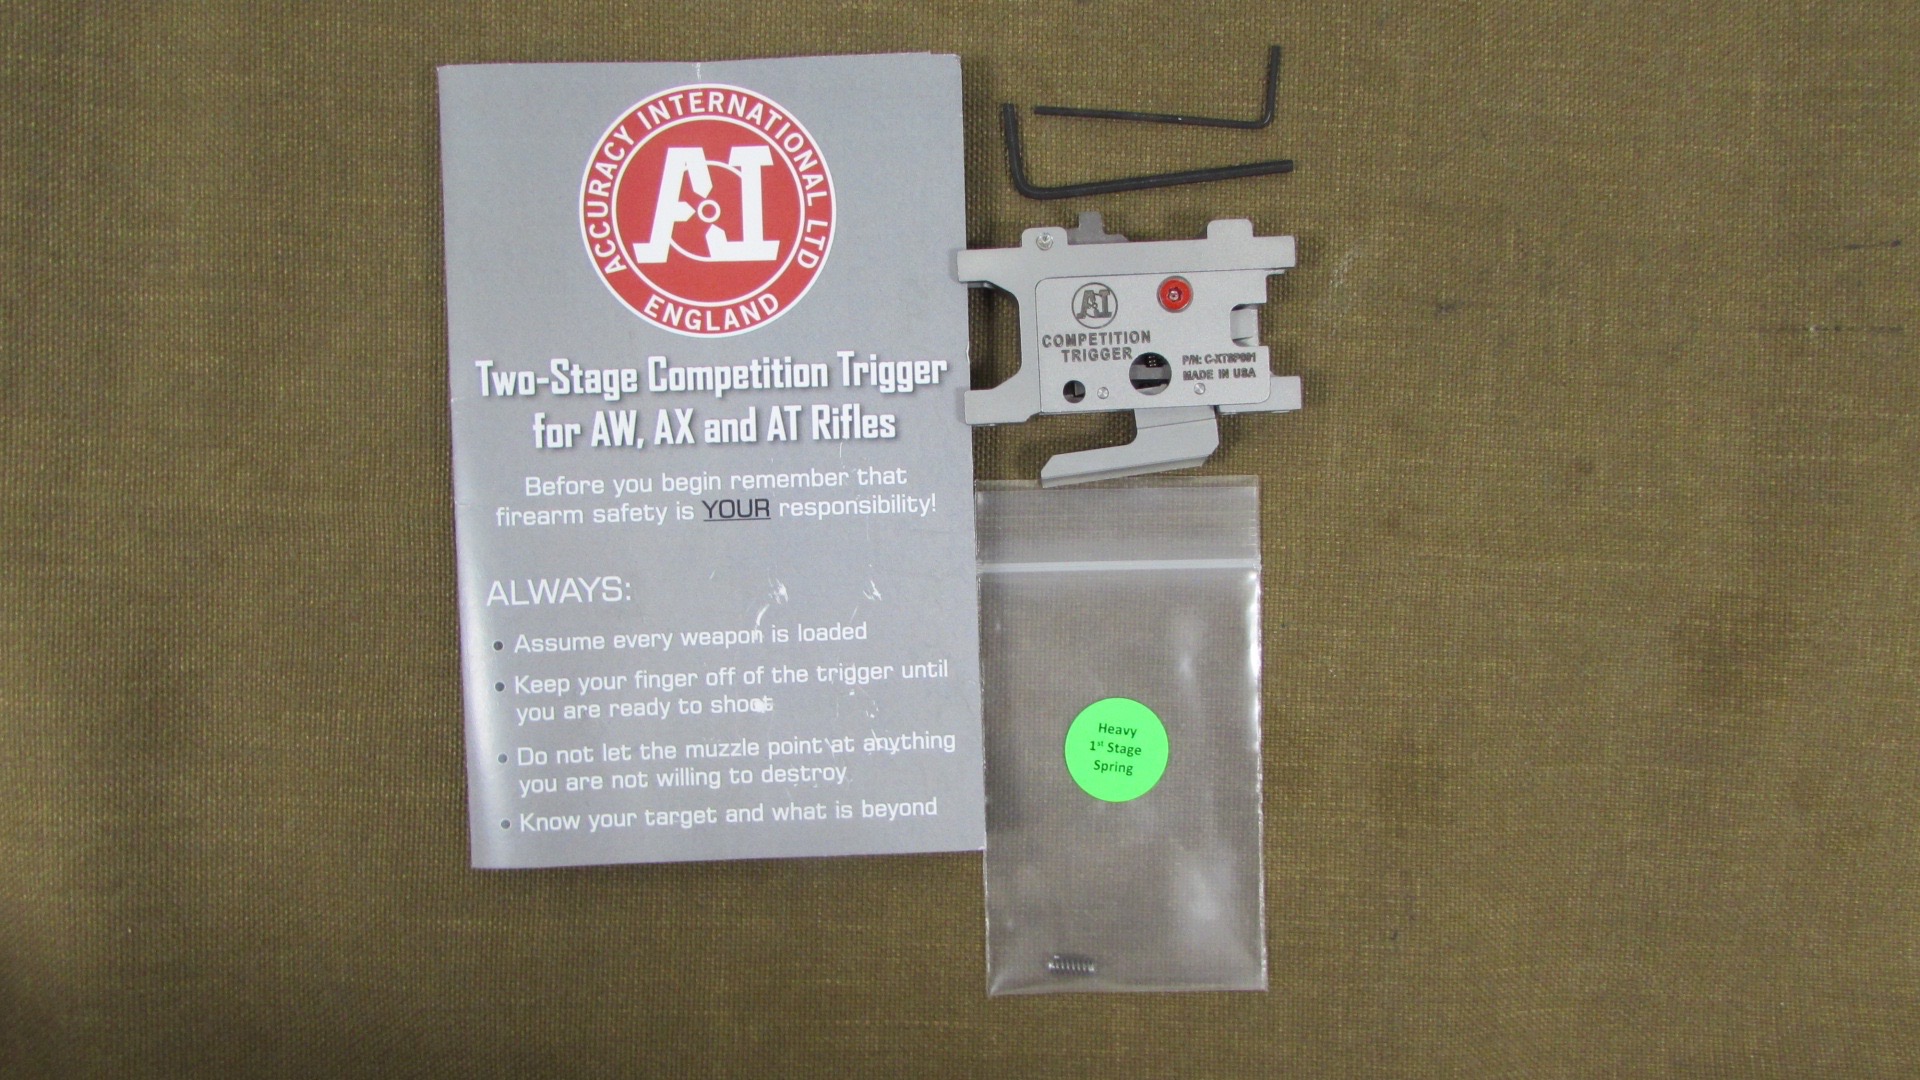 ACCURACY INTERNATIONAL LTD
ENGLAND
AI
Two-Stage Competition Trigger
for AW, AX and AT Rifles
Before you begin remember that
firearm safety is YOUR responsibility!
ALWAYS:
• Assume every weapon is loaded
• Keep your finger off of the trigger until
you are ready to shoot
• Do not let the muzzle point at anything
you are not willing to destroy
• Know your target and what is beyond
AI
COMPETITION
TRIGGER
P/N:
MADE IN USA
Heavy
1st Stage
Spring